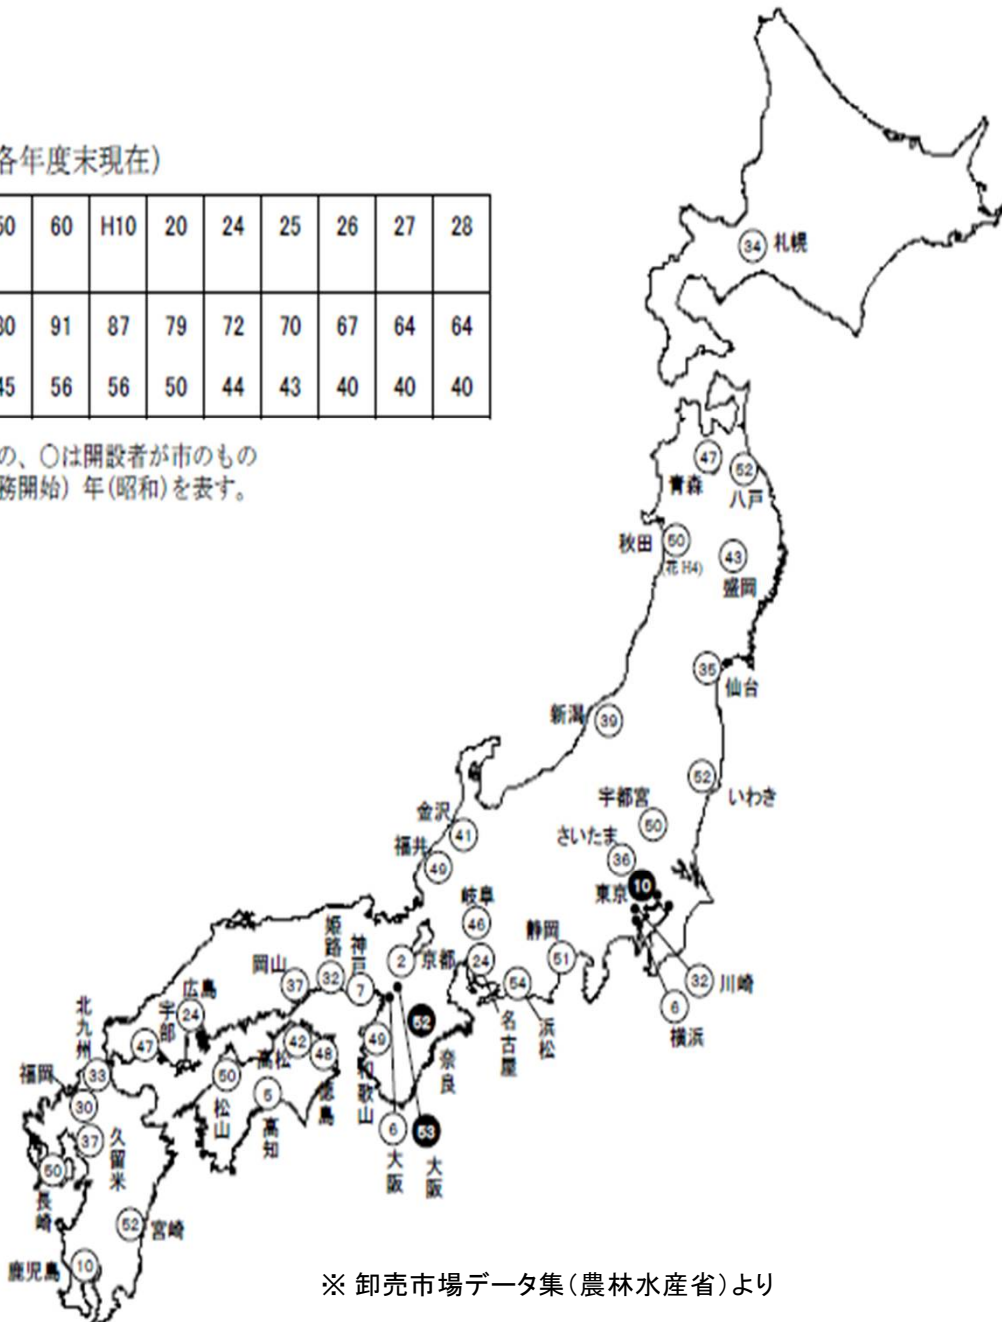 各年度末現在)
50 60 H10 20 24 25 26 27 28
80 91 87 79 72 70 67 64 64
45 56 56 50 44 43 40 40 40
の、○は開設者が市のもの
務開始) 年(昭和)を表す。
34 札幌
47 青森
52 八戸
秋田 50
(花 H4)
43 盛岡
35 仙台
新潟 39
52 いわき
宇都宮 50
さいたま 36
金沢 41
福井 49
東京 10
岐阜 46
静岡 51
32 川崎
6 横浜
姫路 32
神戸 7
2 京都
24 名古屋
54 浜松
岡山 37
広島 24
宇部 47
北九州 33
福岡 30
37 久留米
50 長崎
52 宮崎
鹿児島 10
高松 42
48 徳島
50 松山
5 高知
49 和歌山
52 奈良
6 大阪
53 大阪
※ 卸売市場データ集(農林水産省)より